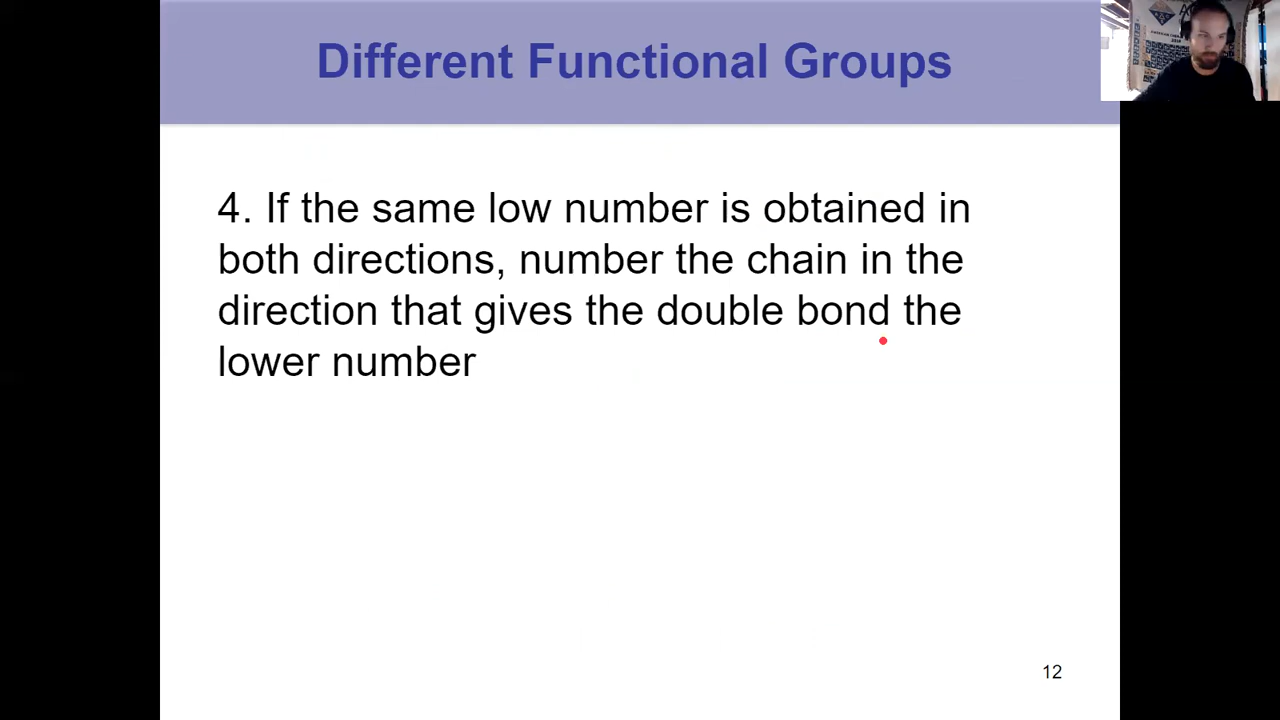 Different Functional Groups
4. If the same low number is obtained in
both directions, number the chain in the
direction that gives the double bond the
lower number
12